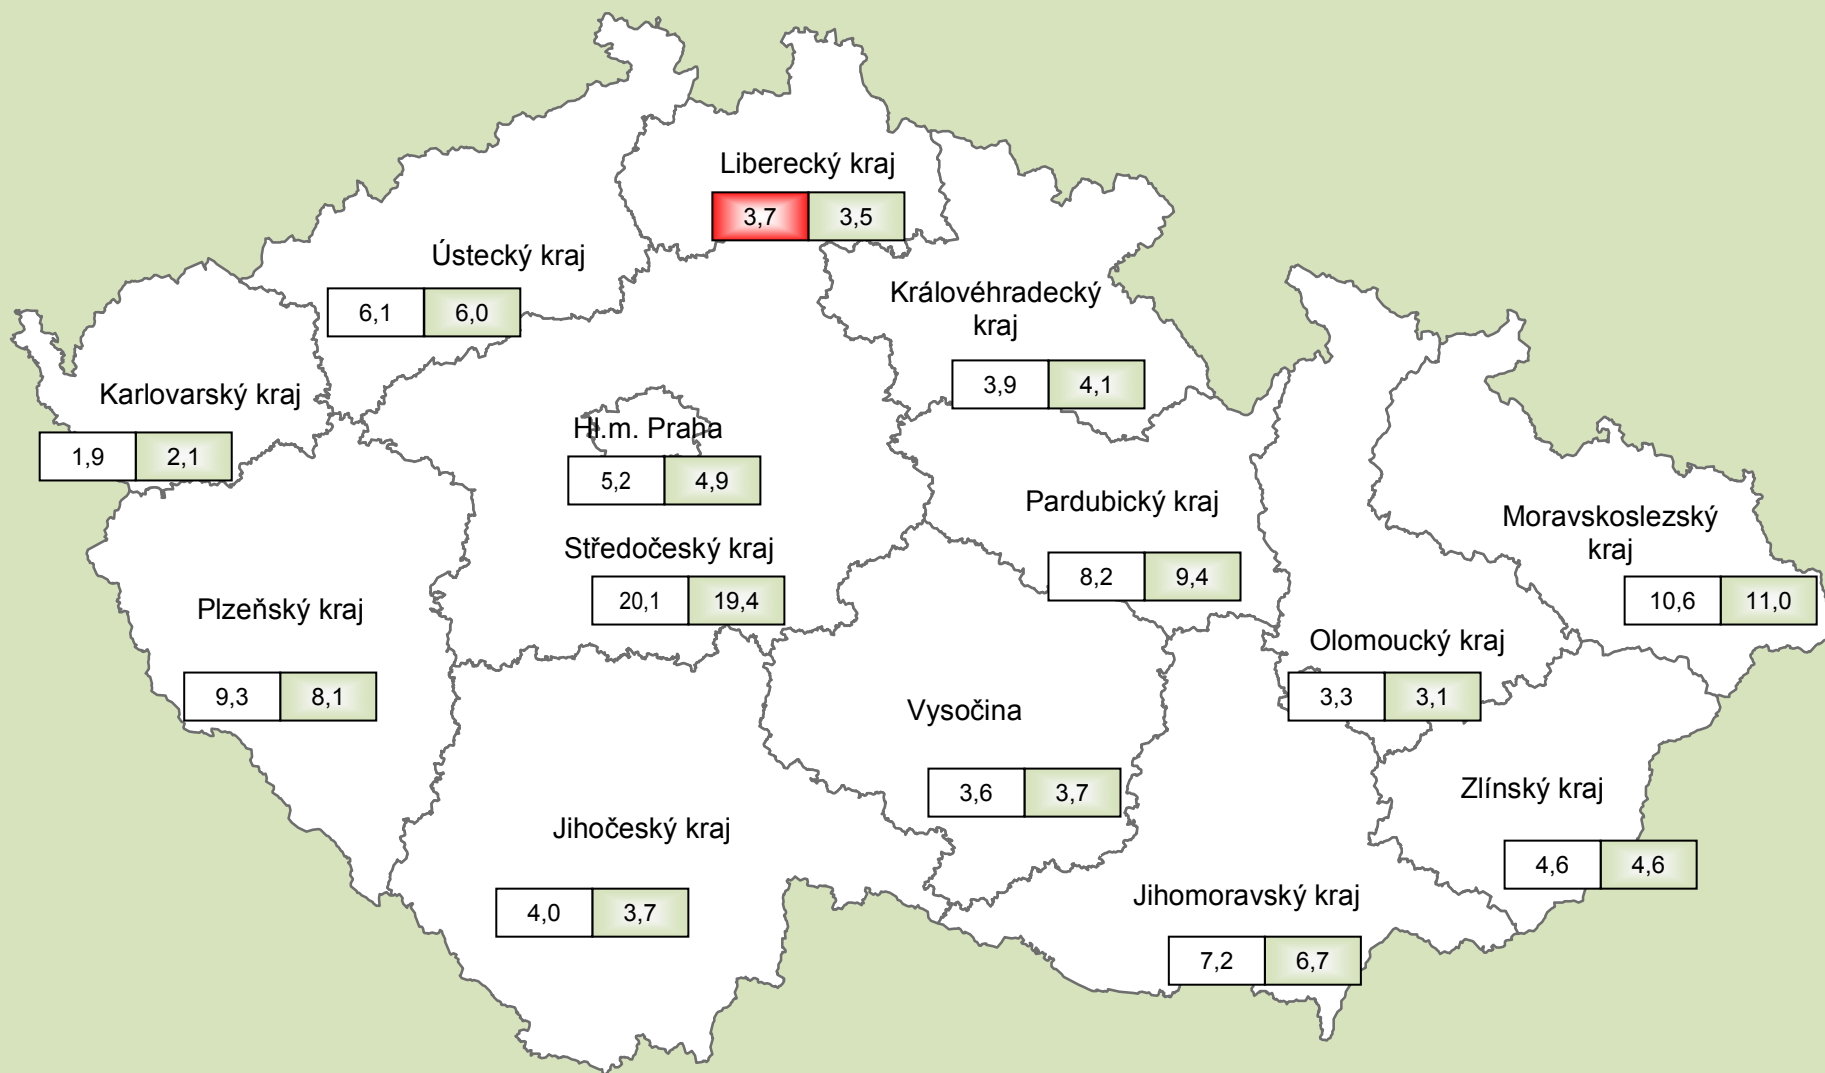 Liberecký kraj
3,7 3,5
Ústecký kraj
6,1 6,0
Královéhradecký
kraj
3,9 4,1
Karlovarský kraj
1,9 2,1
Hl.m. Praha
5,2 4,9
Pardubický kraj
8,2 9,4
Moravskoslezský
kraj
10,6 11,0
Středočeský kraj
20,1 19,4
Plzeňský kraj
9,3 8,1
Olomoucký kraj
3,3 3,1
Vysočina
3,6 3,7
Zlínský kraj
4,6 4,6
Jihočeský kraj
4,0 3,7
Jihomoravský kraj
7,2 6,7